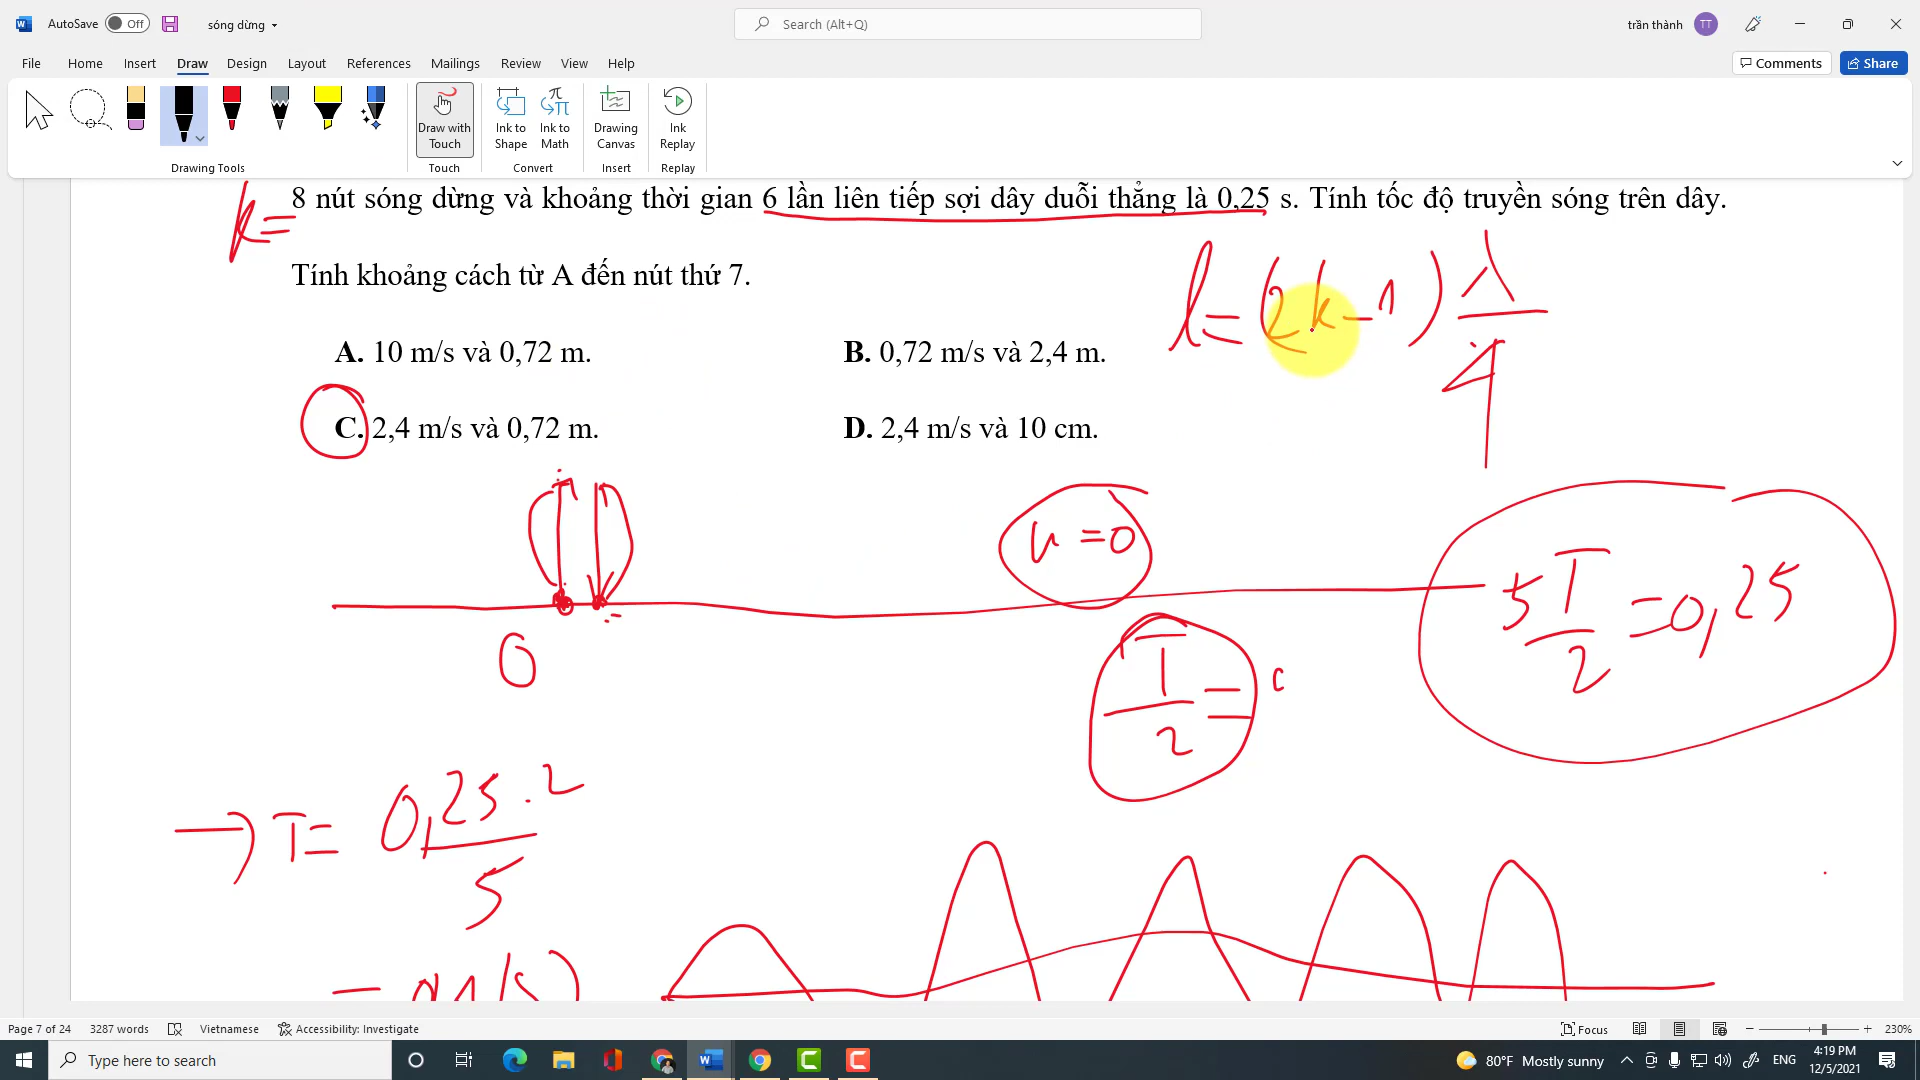 AutoSave Off sóng dừng Search (Alt+Q) trần thành TT
File Home Insert Draw Design Layout References Mailings Review View Help Comments Share
Draw with Touch Ink to Shape Ink to Math Drawing Canvas Ink Replay
Drawing Tools Touch Convert Insert Replay
8 nút sóng dừng và khoảng thời gian 6 lần liên tiếp sợi dây duỗi thẳng là 0,25 s. Tính tốc độ truyền sóng trên dây.
k=
Tính khoảng cách từ A đến nút thứ 7.
l=(2k-1) λ/4
A. 10 m/s và 0,72 m. B. 0,72 m/s và 2,4 m.
C. 2,4 m/s và 0,72 m. D. 2,4 m/s và 10 cm.
u=0
5T/2=0,25
O
T/2=
→T= 0,25.2/5
Page 7 of 24 3287 words Vietnamese Accessibility: Investigate Focus 230%
Type here to search 80°F Mostly sunny ENG 4:19 PM
12/5/2021